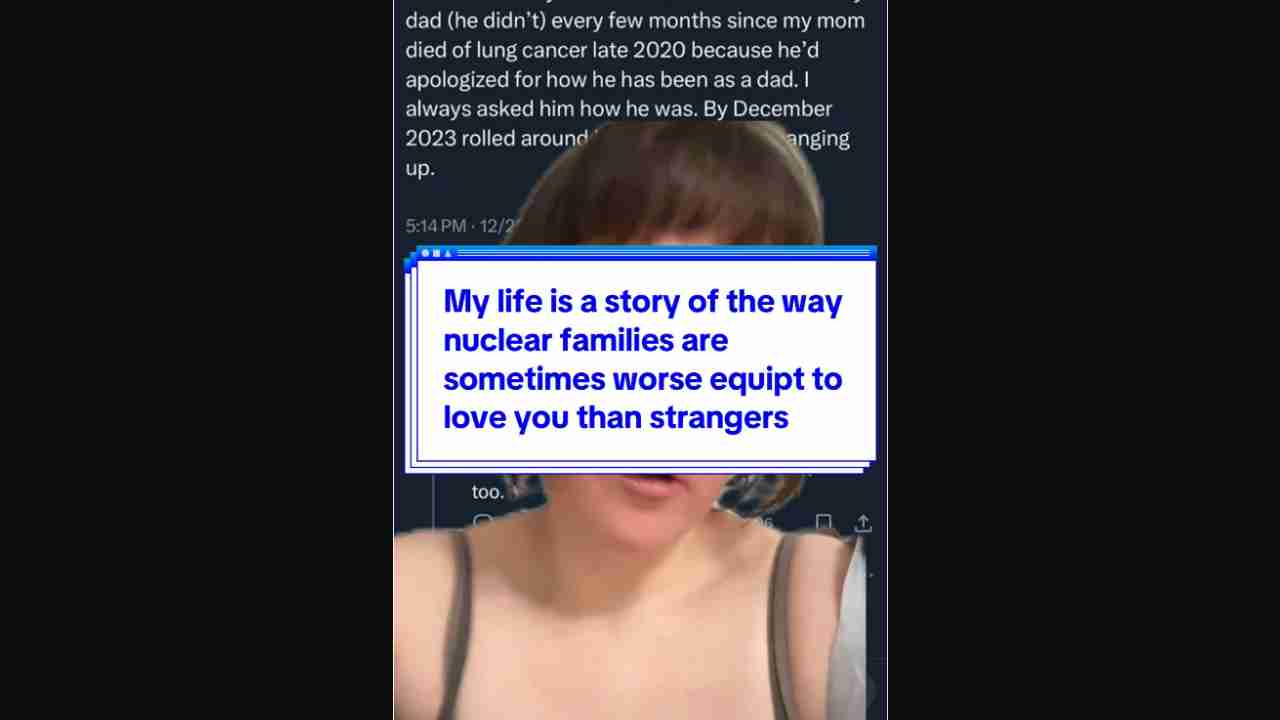 dad (he didn't) every few months since my mom
died of lung cancer late 2020 because he'd
apologized for how he has been as a dad. I
always asked him how he was. By December
2023 rolled around
up.
5:14 PM · 12/2
My life is a story of the way
nuclear families are
sometimes worse equipt to
love you than strangers
too.